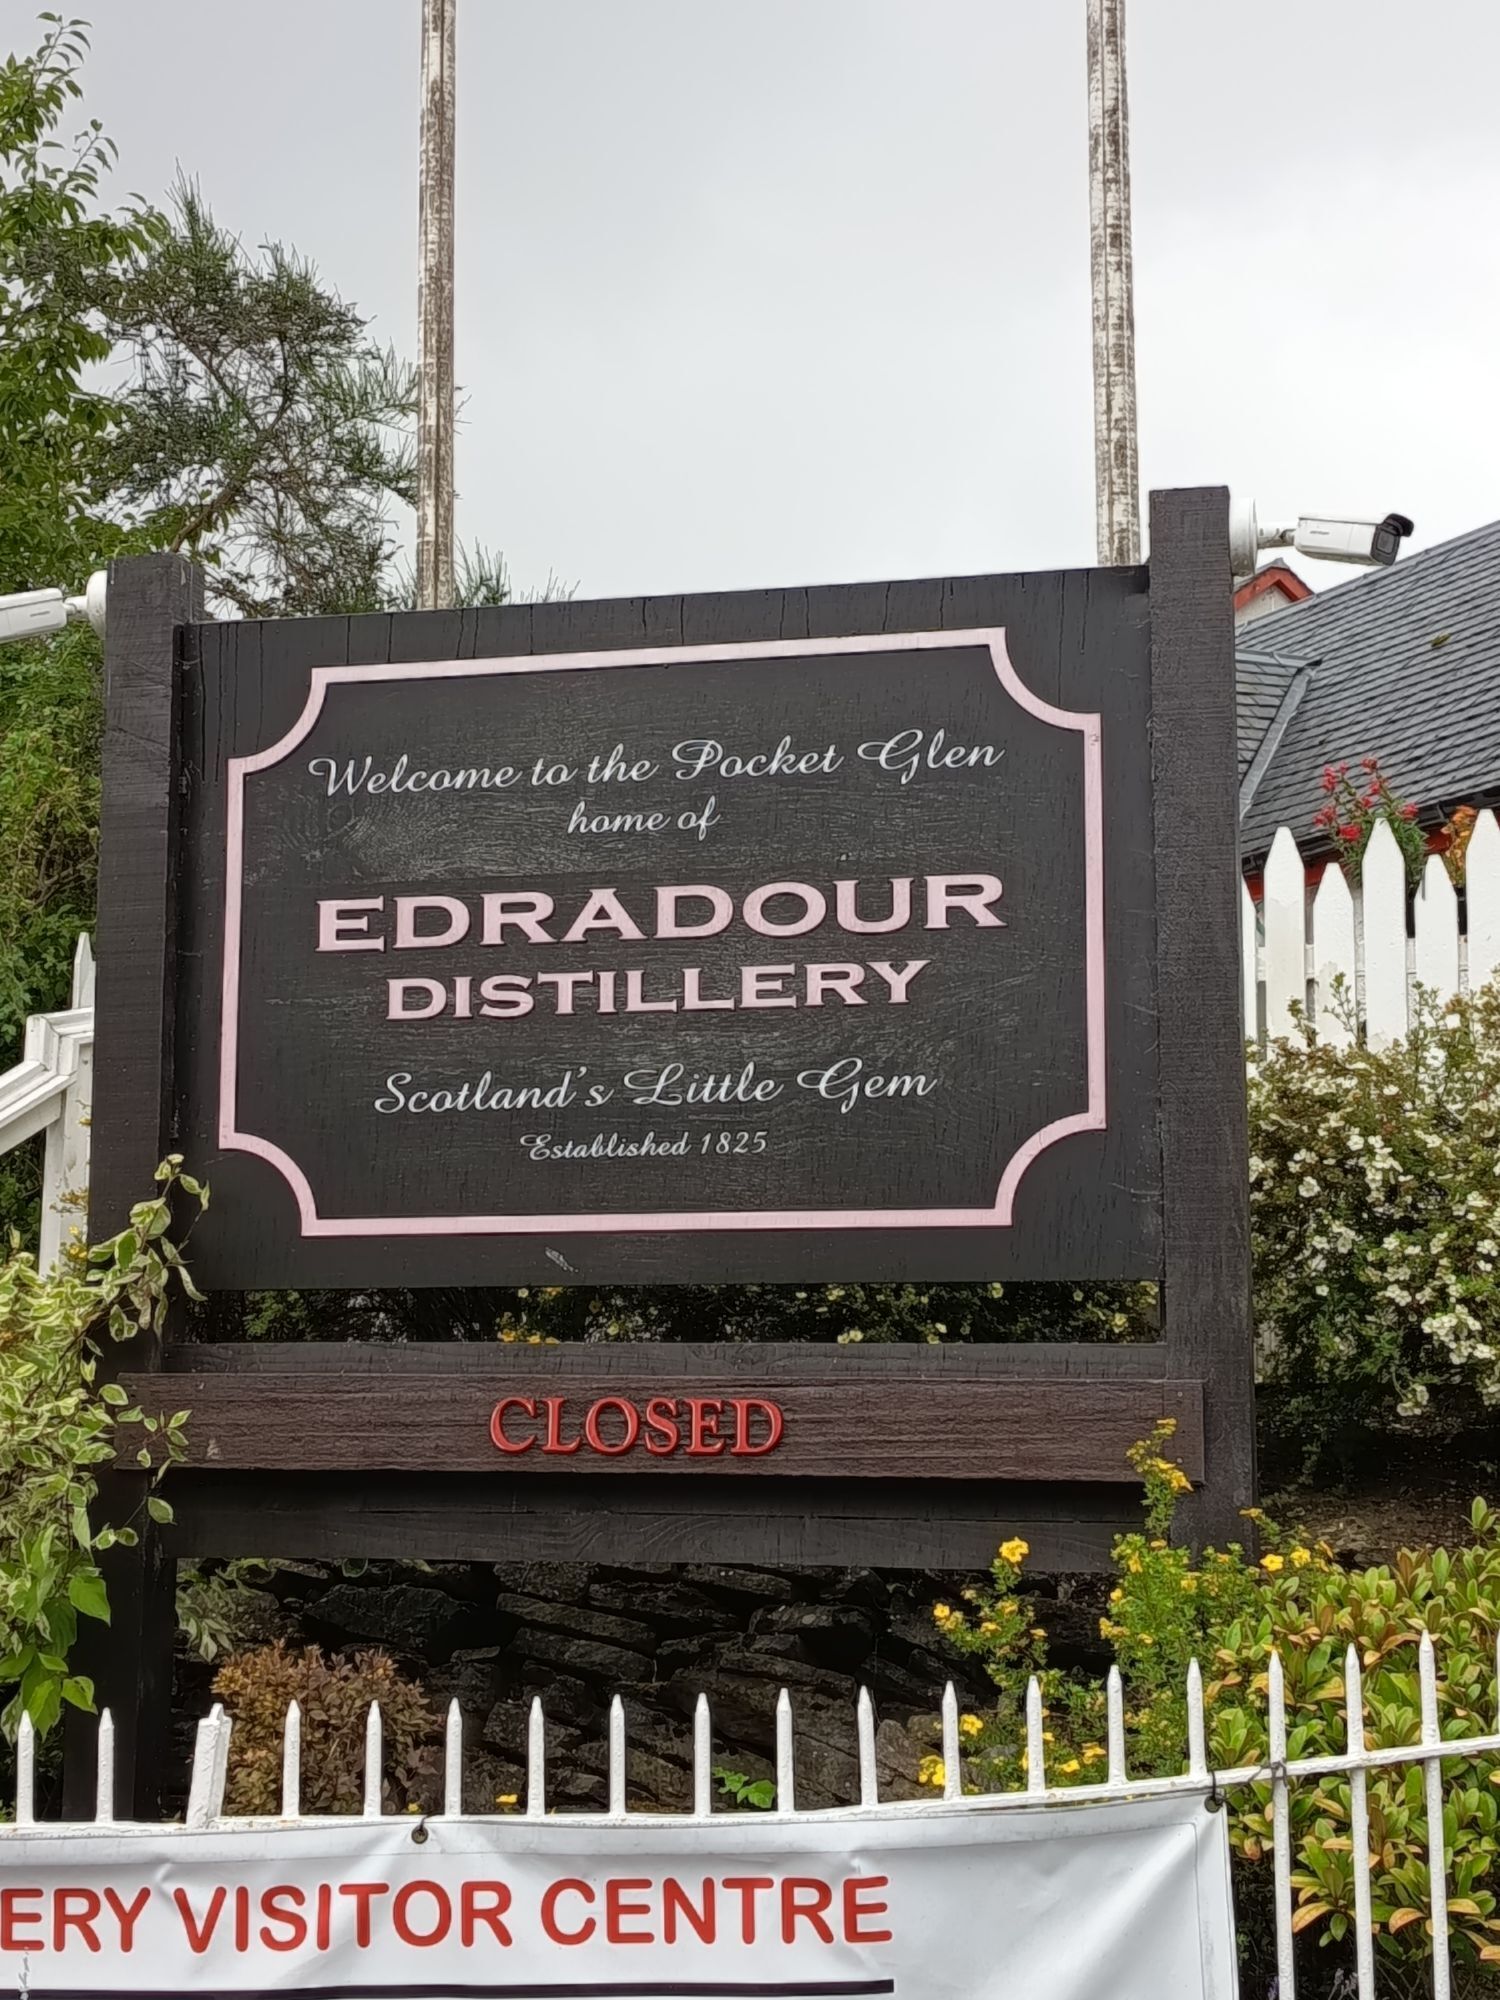 Welcome to the Pocket Glen
home of
EDRADOUR
DISTILLERY
Scotland's Little Gem
Established 1825
CLOSED
ERY VISITOR CENTRE